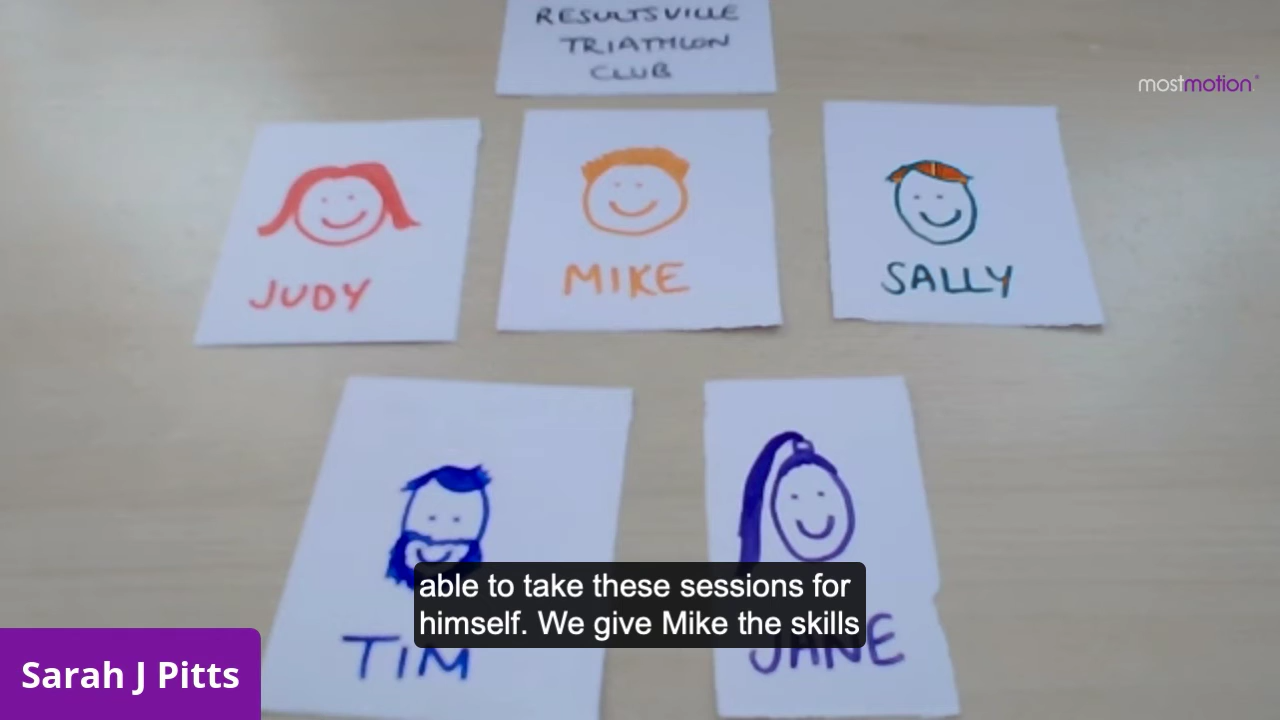 RESULTSVILLE
TRIATHLON
CLUB
mostmotion
JUDY
MIKE
SALLY
able to take these sessions for
himself. We give Mike the skills
TIM
JANE
Sarah J Pitts